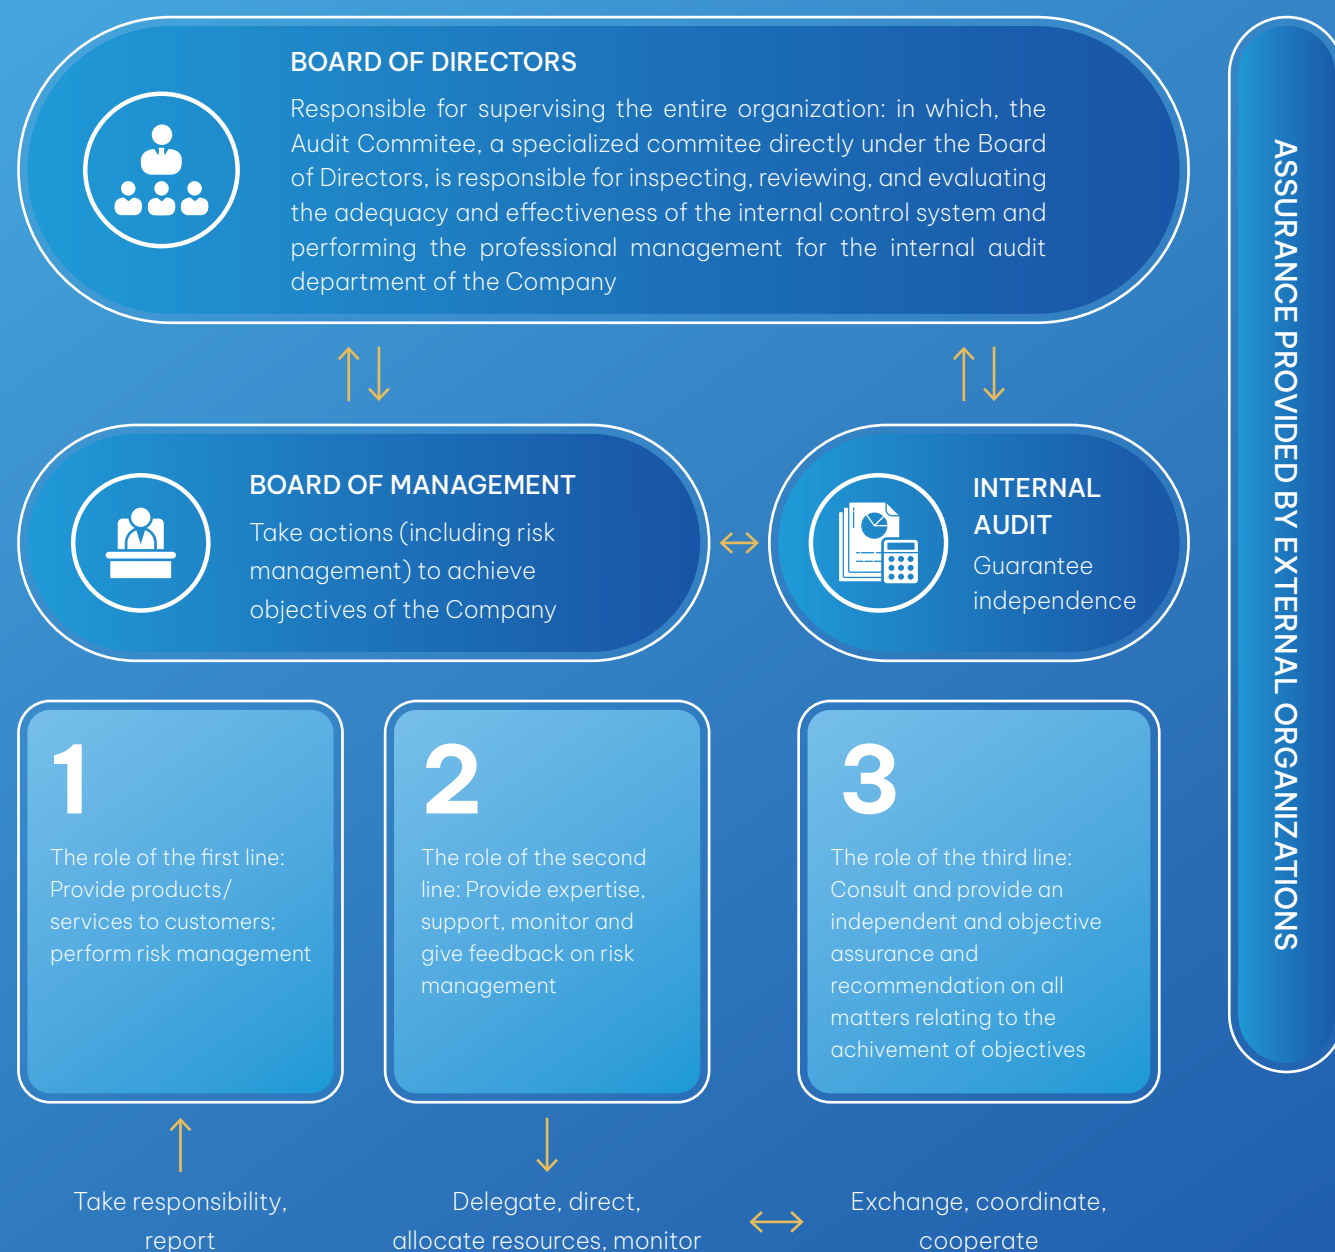 BOARD OF DIRECTORS
Responsible for supervising the entire organization: in which, the
Audit Commitee, a specialized commitee directly under the Board
of Directors, is responsible for inspecting, reviewing, and evaluating
the adequacy and effectiveness of the internal control system and
performing the professional management for the internal audit
department of the Company
BOARD OF MANAGEMENT
Take actions (including risk
management) to achieve
objectives of the Company
INTERNAL
AUDIT
Guarantee
independence
1
The role of the first line:
Provide products/
services to customers;
perform risk management
2
The role of the second
line: Provide expertise,
support, monitor and
give feedback on risk
management
3
The role of the third line:
Consult and provide an
independent and objective
assurance and
recommendation on all
matters relating to the
achivement of objectives
Take responsibility,
report
Delegate, direct,
allocate resources, monitor
Exchange, coordinate,
cooperate
ASSURANCE PROVIDED BY EXTERNAL ORGANIZATIONS